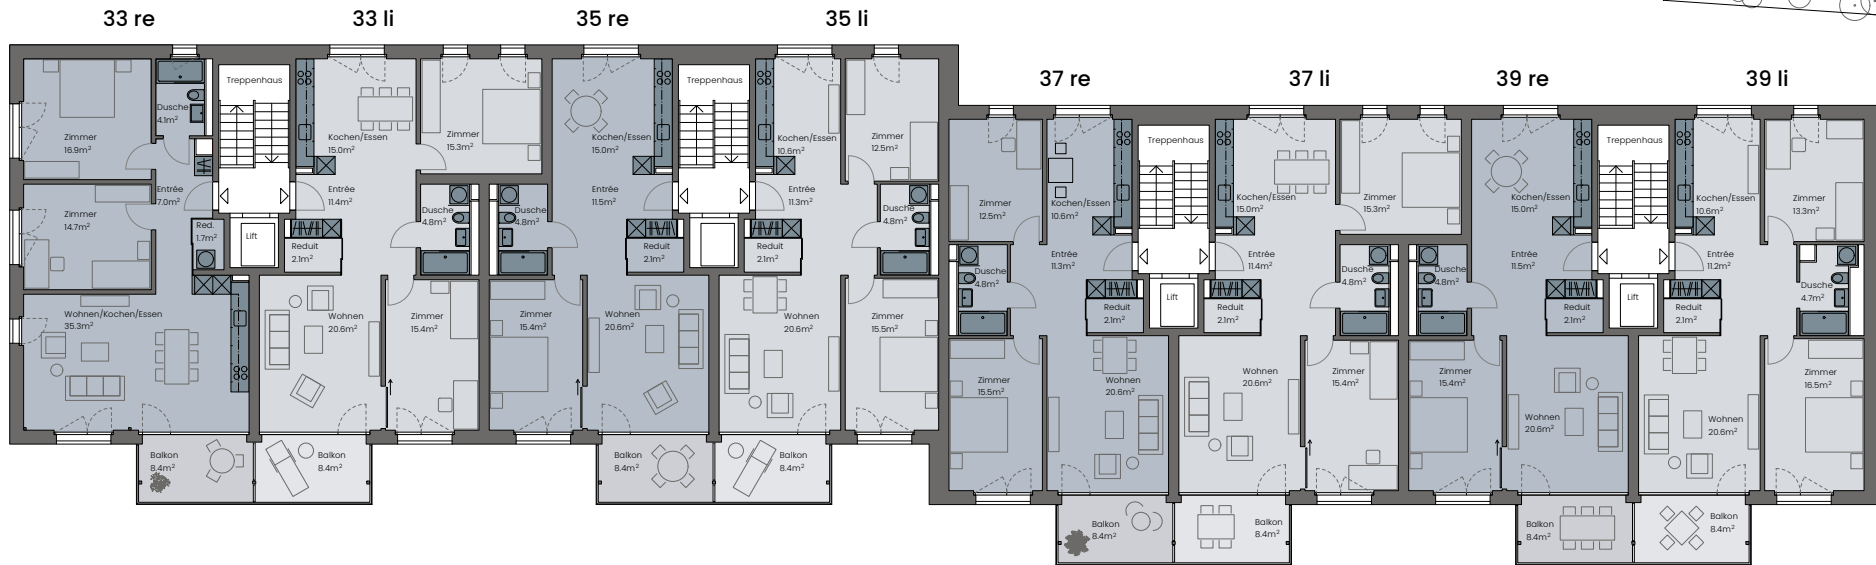 33 re
33 li
35 re
35 li
37 re
37 li
39 re
39 li
Zimmer
16.9m²
Dusche
4.1m²
Treppenhaus
Kochen/Essen
15.0m²
Zimmer
15.3m²
Entrée
7.0m²
Zimmer
14.7m²
Red.
1.7m²
Lift
Entrée
11.4m²
Reduit
2.1m²
Dusche
4.8m²
Wohnen/Kochen/Essen
35.3m²
Wohnen
20.6m²
Zimmer
15.4m²
Balkon
8.4m²
Balkon
8.4m²
Kochen/Essen
15.0m²
Treppenhaus
Kochen/Essen
10.6m²
Zimmer
12.5m²
Dusche
4.8m²
Entrée
11.5m²
Reduit
2.1m²
Entrée
11.3m²
Reduit
2.1m²
Dusche
4.8m²
Zimmer
15.4m²
Wohnen
20.6m²
Wohnen
20.6m²
Zimmer
15.5m²
Balkon
8.4m²
Balkon
8.4m²
Zimmer
12.5m²
Kochen/Essen
10.6m²
Treppenhaus
Kochen/Essen
15.0m²
Zimmer
15.3m²
Dusche
4.8m²
Entrée
11.3m²
Reduit
2.1m²
Lift
Entrée
11.4m²
Reduit
2.1m²
Dusche
4.8m²
Zimmer
15.5m²
Wohnen
20.6m²
Wohnen
20.6m²
Zimmer
15.4m²
Balkon
8.4m²
Balkon
8.4m²
Kochen/Essen
15.0m²
Treppenhaus
Kochen/Essen
10.6m²
Zimmer
13.3m²
Dusche
4.8m²
Entrée
11.5m²
Reduit
2.1m²
Lift
Entrée
11.2m²
Reduit
2.1m²
Dusche
4.7m²
Zimmer
15.4m²
Wohnen
20.6m²
Wohnen
20.6m²
Zimmer
16.5m²
Balkon
8.4m²
Balkon
8.4m²